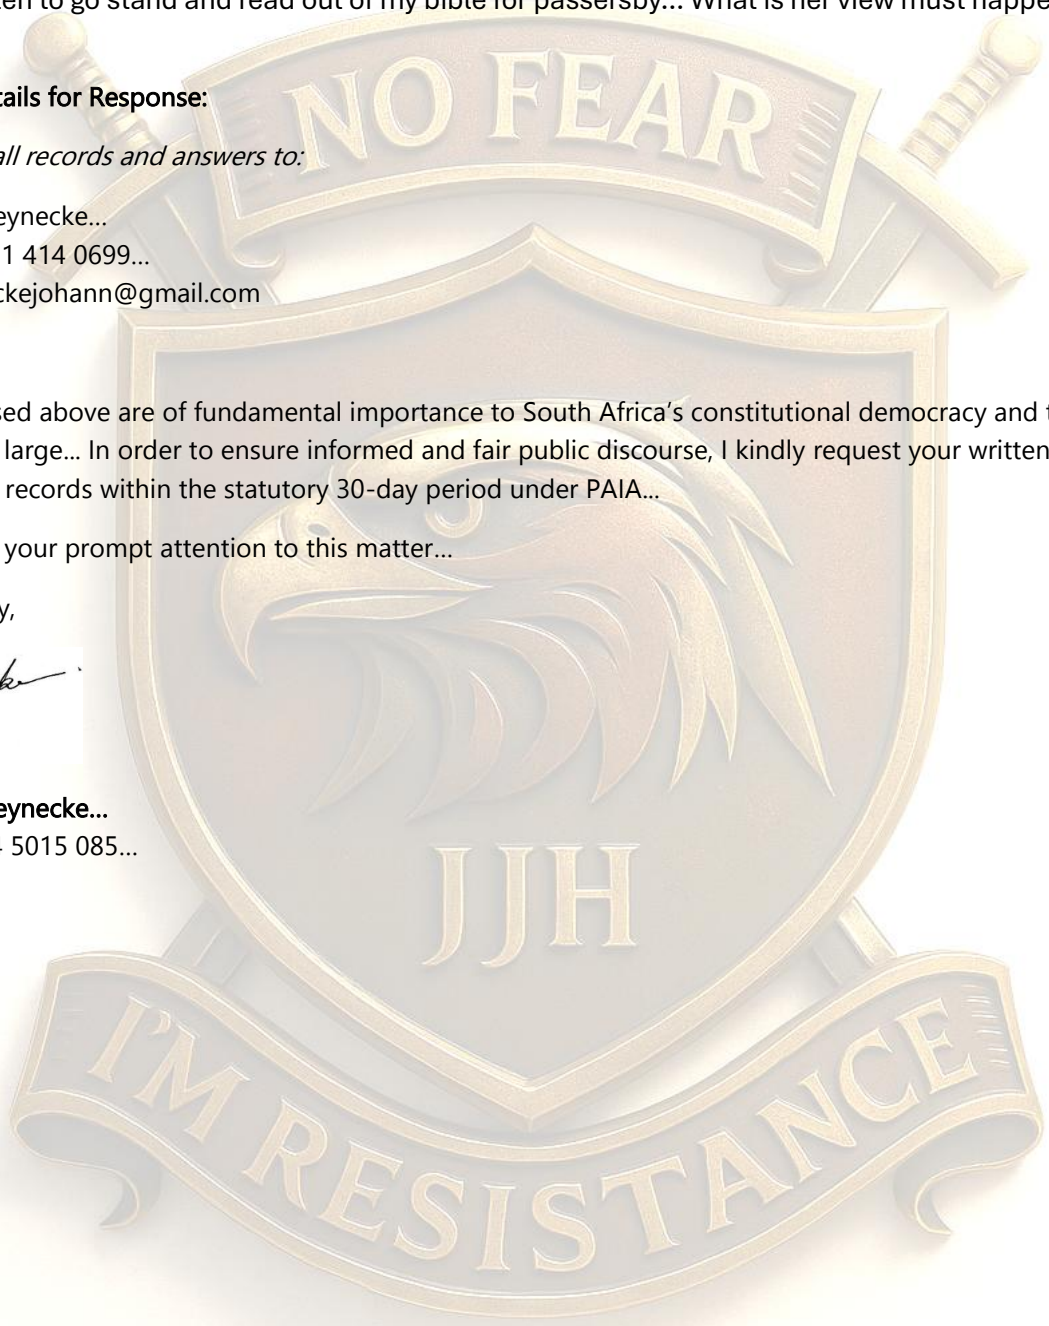 en to go stand and read out of my bible for passersby... What is her view must happe
NO FEAR
tails for Response:
all records and answers to:
eynecke...
1 414 0699...
ckejohann@gmail.com
sed above are of fundamental importance to South Africa's constitutional democracy and t
large... In order to ensure informed and fair public discourse, I kindly request your written
records within the statutory 30-day period under PAIA...
your prompt attention to this matter...
y,
eynecke...
5015 085...
JJH
I'M RESISTANCE